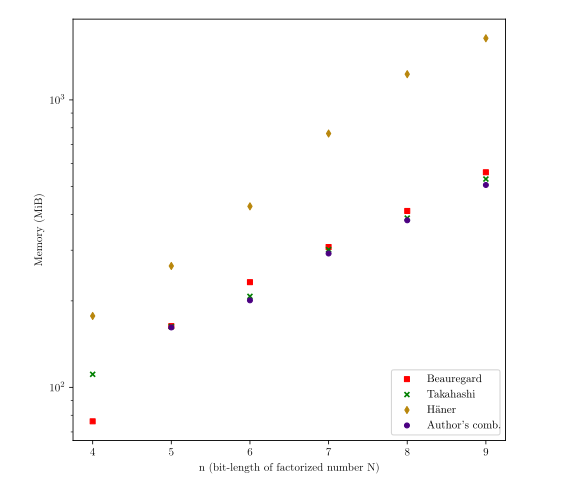 10³
10²
Memory (MiB)
4 5 6 7 8 9
n (bit-length of factorized number N)
Beauregard
Takahashi
Häner
Author's comb.